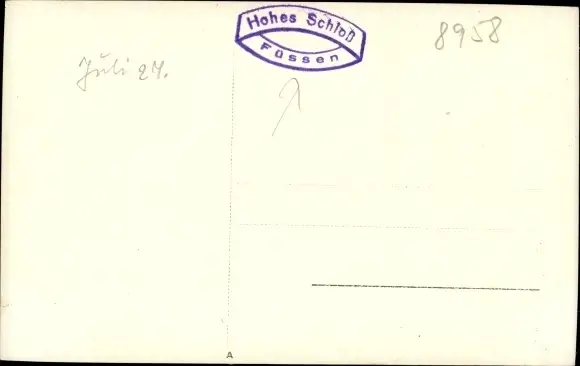 Hohes Schloß
Füssen
8958
Juli 24.
A